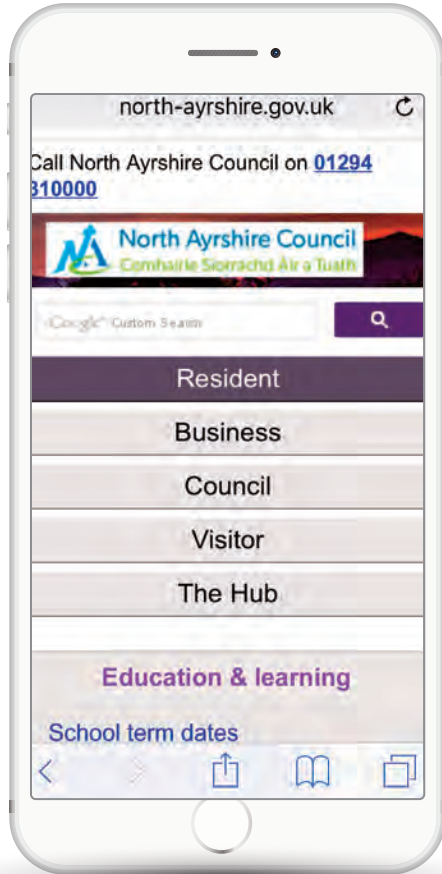 north-ayrshire.gov.uk
Call North Ayrshire Council on 01294
310000
North Ayrshire Council
Comhairle Siorrachd Àir a Tuath
Google Custom Search
Resident
Business
Council
Visitor
The Hub
Education & learning
School term dates